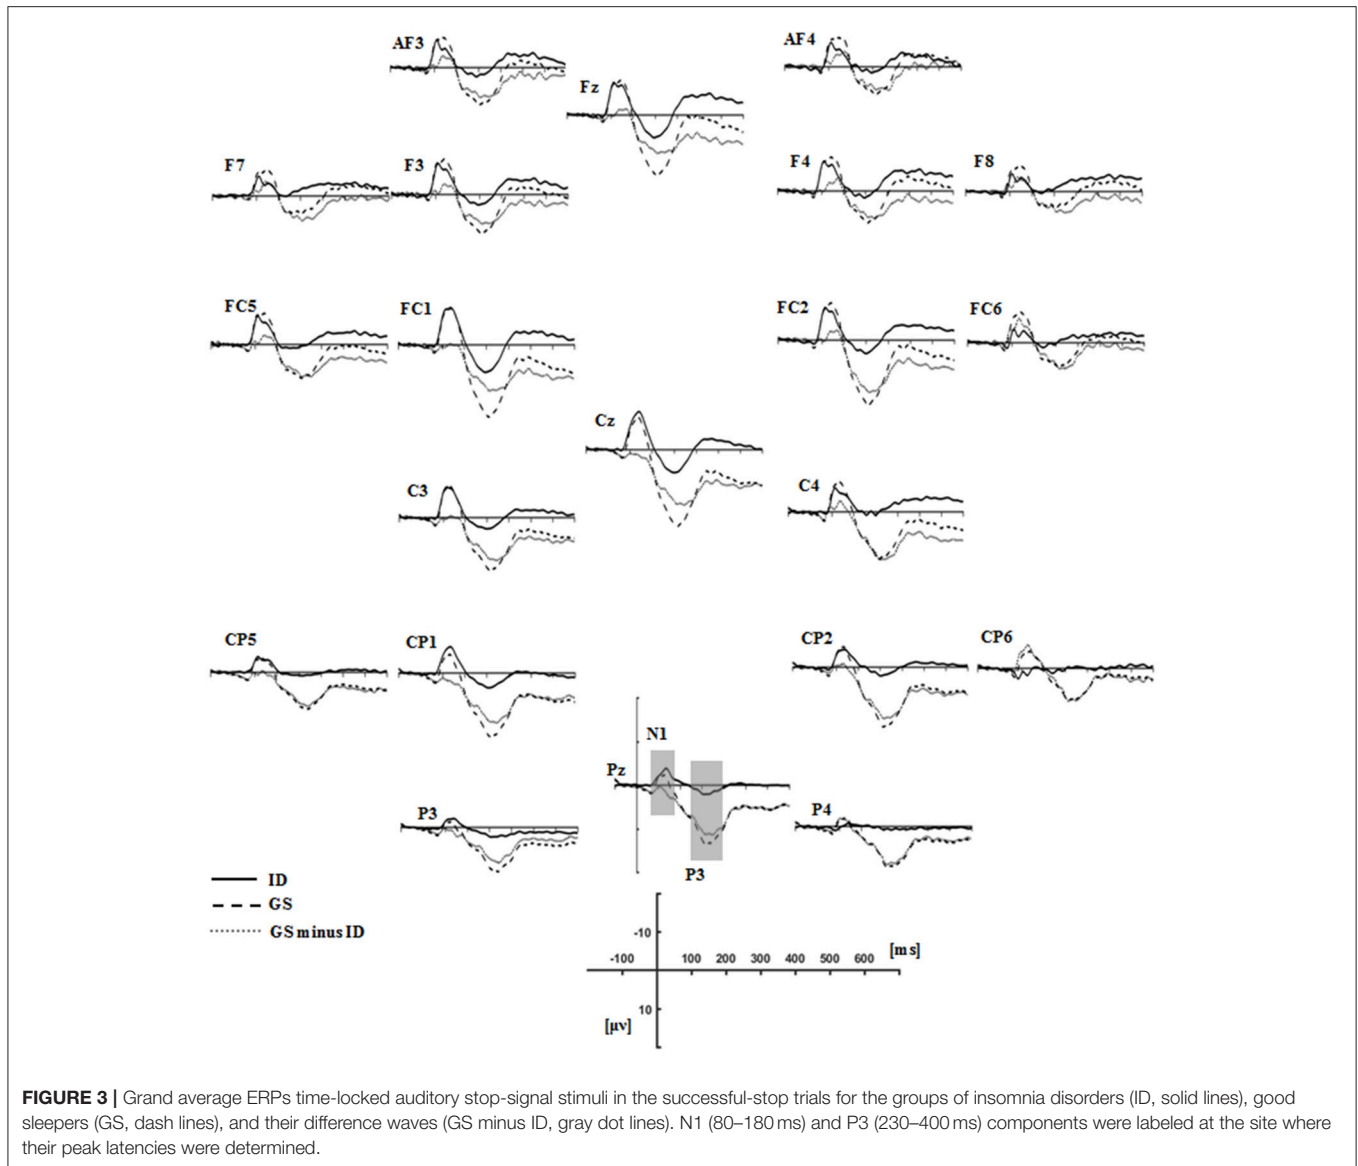 AF3
AF4
Fz
F7
F3
F4
F8
FC5
FC1
FC2
FC6
Cz
C3
C4
CP5
CP1
CP2
CP6
N1
Pz
P3
P4
P3
ID
GS
GS minus ID
-10
[ms]
-100 100 200 300 400 500 600
10
[μv]
FIGURE 3 | Grand average ERPs time-locked auditory stop-signal stimuli in the successful-stop trials for the groups of insomnia disorders (ID, solid lines), good
sleepers (GS, dash lines), and their difference waves (GS minus ID, gray dot lines). N1 (80–180 ms) and P3 (230–400 ms) components were labeled at the site where
their peak latencies were determined.